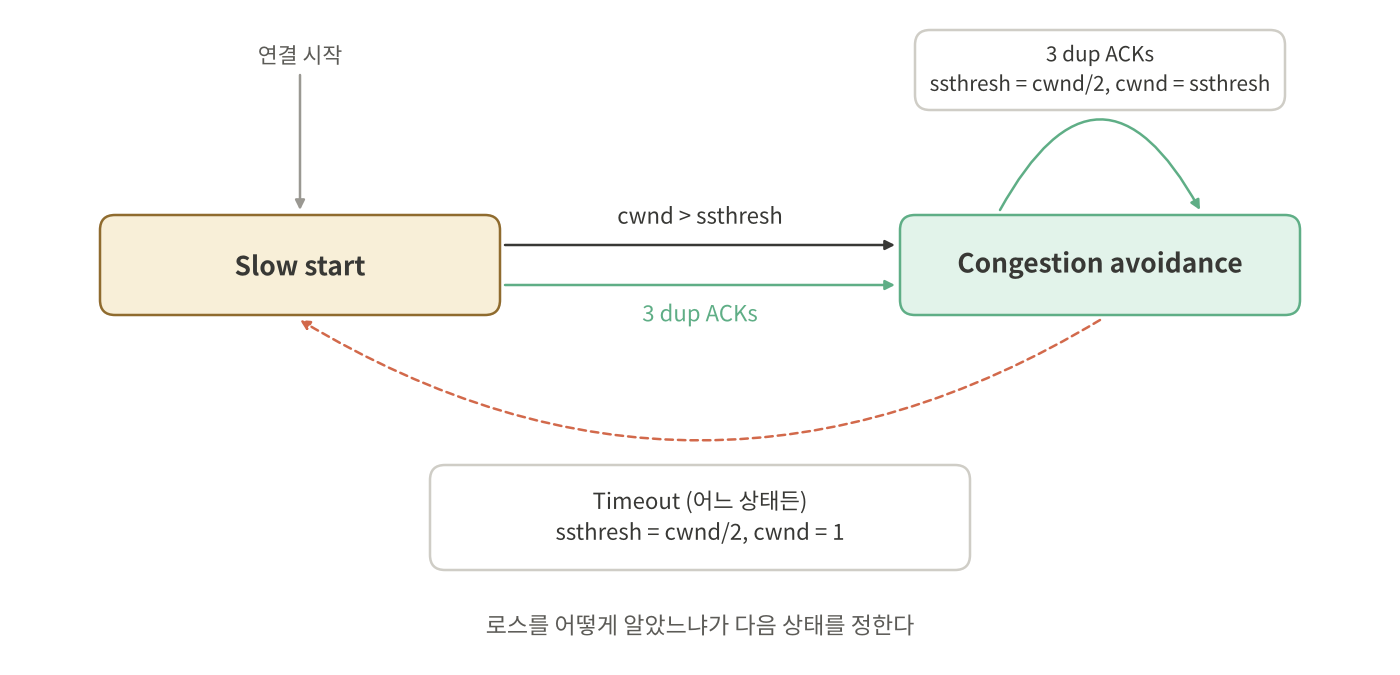 연결 시작
3 dup ACKs
ssthresh = cwnd/2, cwnd = ssthresh
cwnd > ssthresh
Slow start
Congestion avoidance
3 dup ACKs
Timeout (어느 상태든)
ssthresh = cwnd/2, cwnd = 1
로스를 어떻게 알았느냐가 다음 상태를 정한다